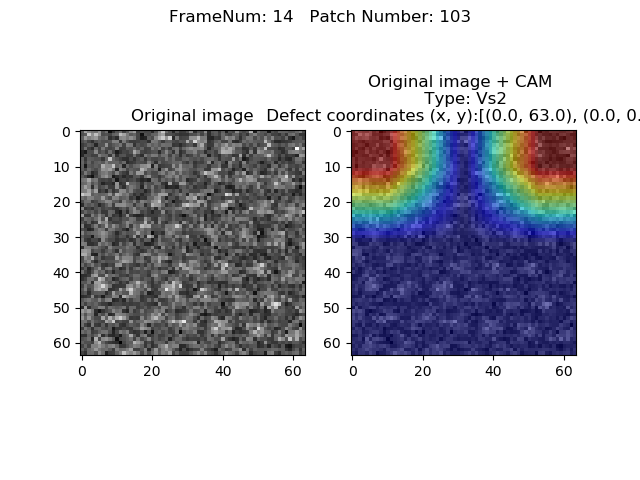 FrameNum: 14   Patch Number: 103
Original image + CAM
Type: Vs2
Original image
Defect coordinates (x, y):[(0.0, 63.0), (0.0, 0.
0
10
20
30
40
50
60
0 20 40 60
0
10
20
30
40
50
60
0 20 40 60